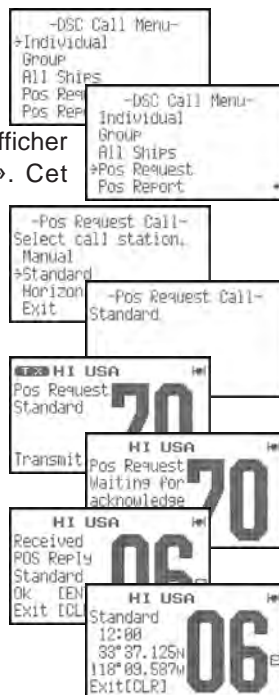 -DSC Call Menu-
Individual
Group
All Ships
Pos
Pos
-DSC Call Menu-
Individual
Group
All Ships
Pos Request
Pos Report
fficher
». Cet
-Pos Request Call-
Select call station.
Manual
Standard
Horizon
Exit
-Pos Request Call-
Standard
TX HI USA
Pos Request
Standard
70
Transmit
HI USA
Pos Request
Waiting for
acknowledge
70
HI USA
Received
POS Reply
Standard
Ok [EN
Exit [CL
06
HI USA
Standard
12:00
33°37.125N
118°09.587W
Exit[CLR]
06